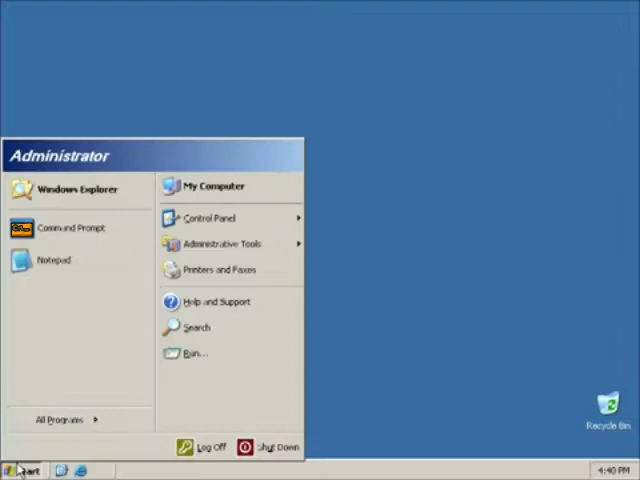 Administrator
Windows Explorer
Command Prompt
Notepad
All Programs
My Computer
Control Panel
Administrative Tools
Printers and Faxes
Help and Support
Search
Run...
Log Off
Shut Down
Recycle Bin
Start
4:40 PM